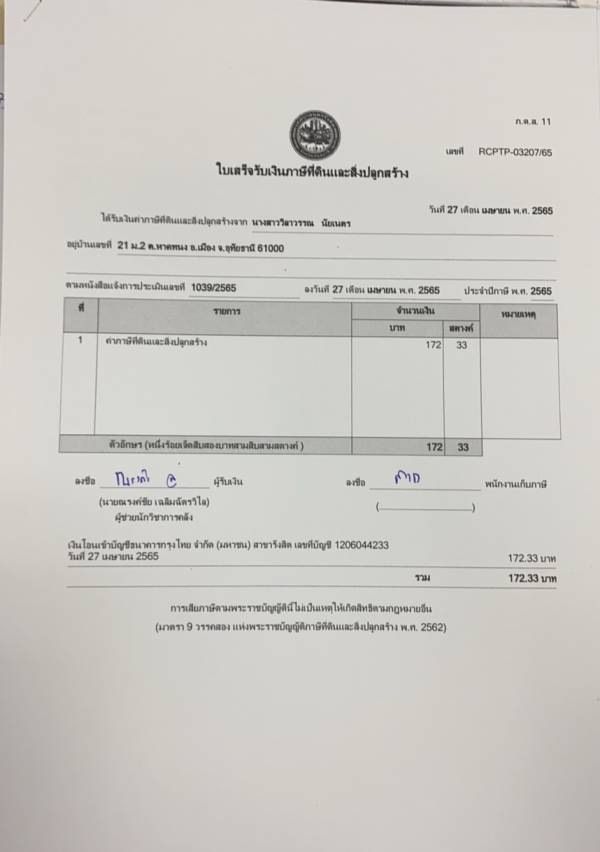 ภ.ด.ส. 11
เลขที่ RCPTP-03207/65
ใบเสร็จรับเงินภาษีที่ดินและสิ่งปลูกสร้าง
วันที่ 27 เดือน เมษายน พ.ศ. 2565
ได้รับเงินค่าภาษีที่ดินและสิ่งปลูกสร้างจาก นางสาววิลาวรรณ นัยเนตร
อยู่บ้านเลขที่ 21 ม.2 ต.หาดทนง อ.เมือง จ.อุทัยธานี 61000
ตามหนังสือแจ้งการประเมินเลขที่ 1039/2565 ลงวันที่ 27 เดือน เมษายน พ.ศ. 2565 ประจำปีภาษี พ.ศ. 2565
ที่ รายการ จำนวนเงิน หมายเหตุ
บาท สตางค์
1 ค่าภาษีที่ดินและสิ่งปลูกสร้าง 172 33
ตัวอักษร (หนึ่งร้อยเจ็ดสิบสองบาทสามสิบสามสตางค์ ) 172 33
ลงชื่อ ผู้รับเงิน ลงชื่อ พนักงานเก็บภาษี
(นายณรงค์ชัย เฉลิมฉัตรวิไล) ( )
ผู้ช่วยนักวิชาการคลัง
เงินโอนเข้าบัญชีธนาคารกรุงไทย จำกัด (มหาชน) สาขารังสิต เลขที่บัญชี 1206044233
วันที่ 27 เมษายน 2565 172.33 บาท
รวม 172.33 บาท
การเสียภาษีตามพระราชบัญญัตินี้ไม่เป็นเหตุให้เกิดสิทธิตามกฎหมายอื่น
(มาตรา 9 วรรคสอง แห่งพระราชบัญญัติภาษีที่ดินและสิ่งปลูกสร้าง พ.ศ. 2562)